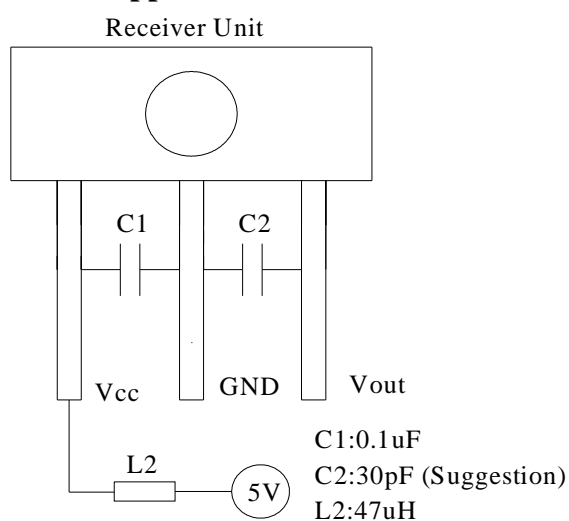 Receiver Unit
C1 C2
Vcc GND Vout
C1:0.1uF
L2 C2:30pF (Suggestion)
5V L2:47uH